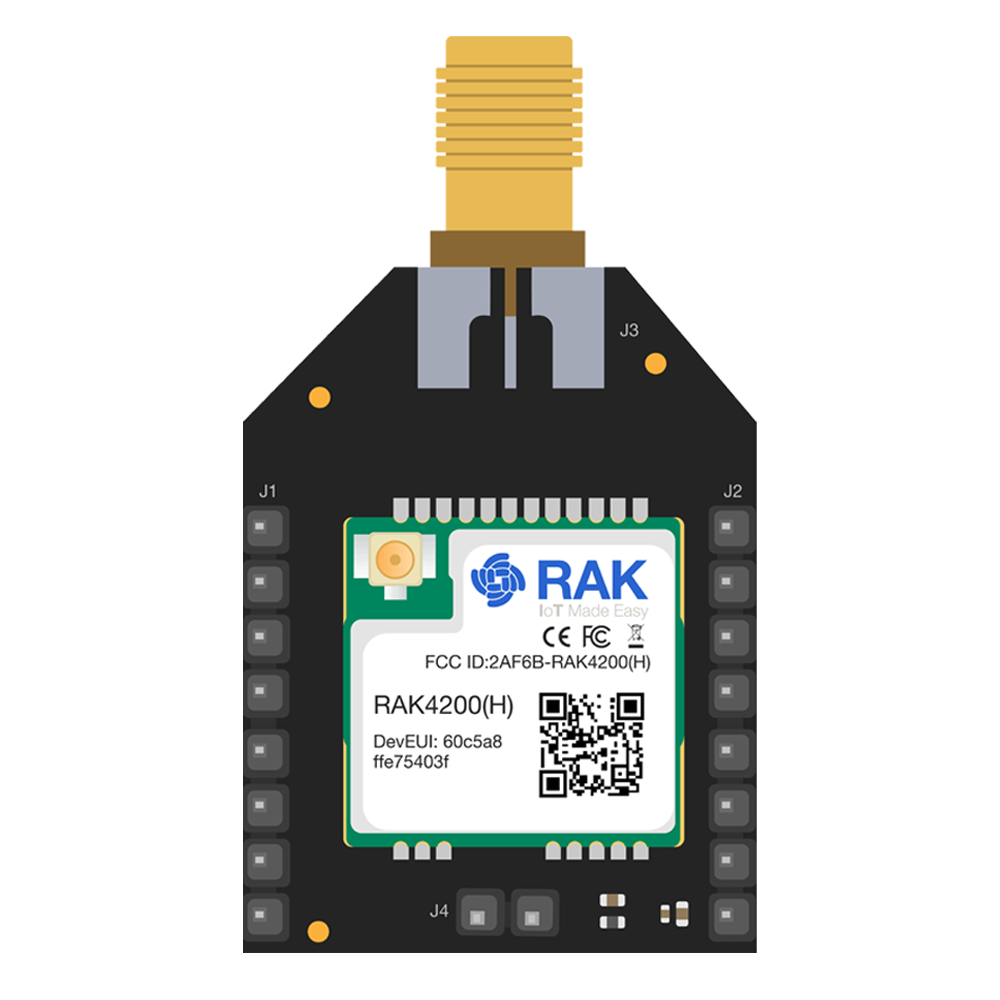 J3
J1
J2
RAK
IoT Made Easy
CE FC
FCC ID:2AF6B-RAK4200(H)
RAK4200(H)
DevEUI: 60c5a8
ffe75403f
J4